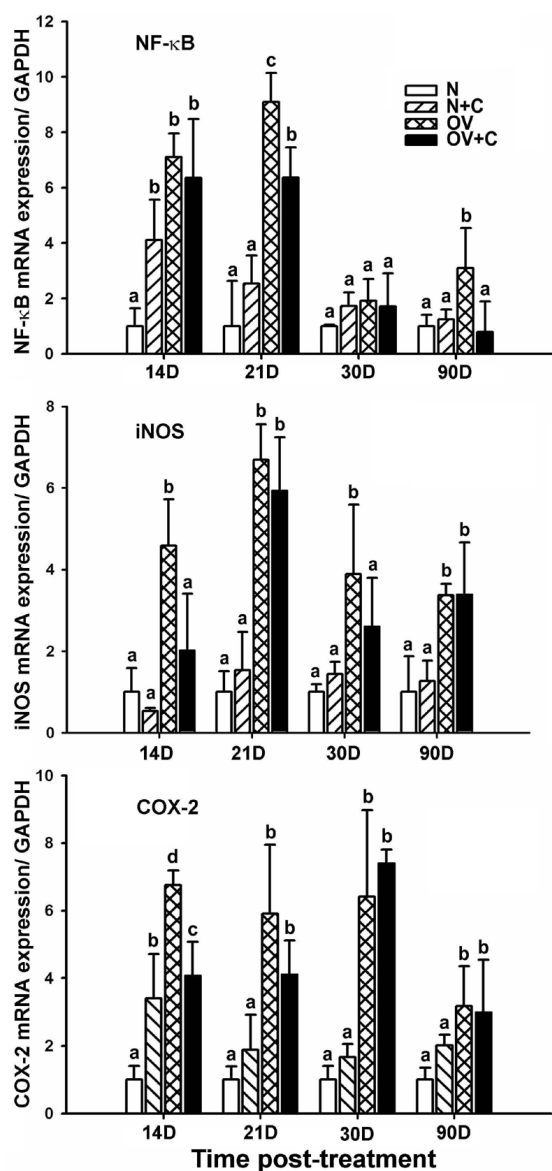 NF-κB
NF-κB mRNA expression/ GAPDH
12
10
8
6
4
2
0
N
N+C
OV
OV+C
a b b b
a a c b
a a a a
a a b a
14D 21D 30D 90D
iNOS
iNOS mRNA expression/ GAPDH
8
6
4
2
0
a a b a
a a b b
a a b a
a a b b
14D 21D 30D 90D
COX-2
COX-2 mRNA expression/ GAPDH
10
8
6
4
2
0
a b d c
a a b b
a a b b
a a b b
14D 21D 30D 90D
Time post-treatment